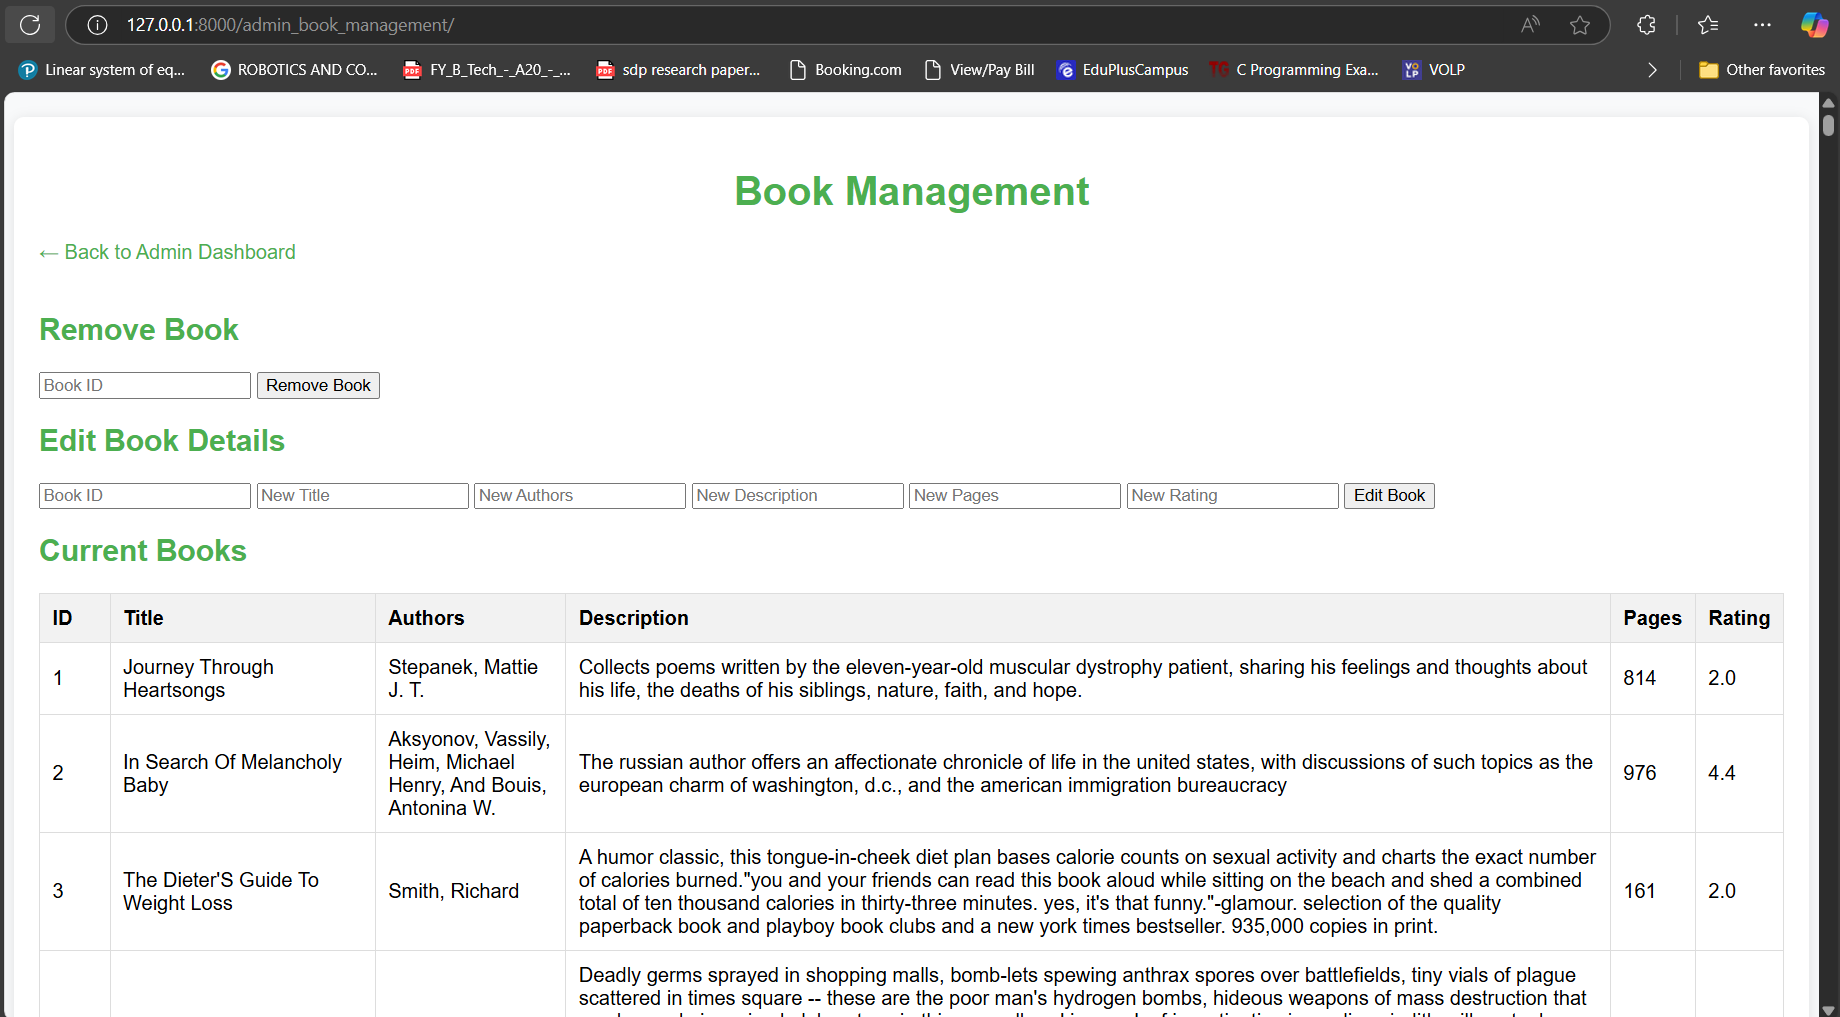 127.0.0.1:8000/admin_book_management/
Linear system of eq...
ROBOTICS AND CO...
FY_B_Tech_-_A20_-_...
sdp research paper...
Booking.com
View/Pay Bill
EduPlusCampus
C Programming Exa...
VOLP
Other favorites
Book Management
← Back to Admin Dashboard
Remove Book
Book ID Remove Book
Edit Book Details
Book ID New Title New Authors New Description New Pages New Rating Edit Book
Current Books
ID Title Authors Description Pages Rating
1
Journey Through
Heartsongs
Stepanek, Mattie
J. T.
Collects poems written by the eleven-year-old muscular dystrophy patient, sharing his feelings and thoughts about
his life, the deaths of his siblings, nature, faith, and hope.
814
2.0
2
In Search Of Melancholy
Baby
Aksyonov, Vassily,
Heim, Michael
Henry, And Bouis,
Antonina W.
The russian author offers an affectionate chronicle of life in the united states, with discussions of such topics as the
european charm of washington, d.c., and the american immigration bureaucracy
976
4.4
3
The Dieter'S Guide To
Weight Loss
Smith, Richard
A humor classic, this tongue-in-cheek diet plan bases calorie counts on sexual activity and charts the exact number
of calories burned."you and your friends can read this book aloud while sitting on the beach and shed a combined
total of ten thousand calories in thirty-three minutes. yes, it's that funny."-glamour. selection of the quality
paperback book and playboy book clubs and a new york times bestseller. 935,000 copies in print.
161
2.0
Deadly germs sprayed in shopping malls, bomb-lets spewing anthrax spores over battlefields, tiny vials of plague
scattered in times square -- these are the poor man's hydrogen bombs, hideous weapons of mass destruction that